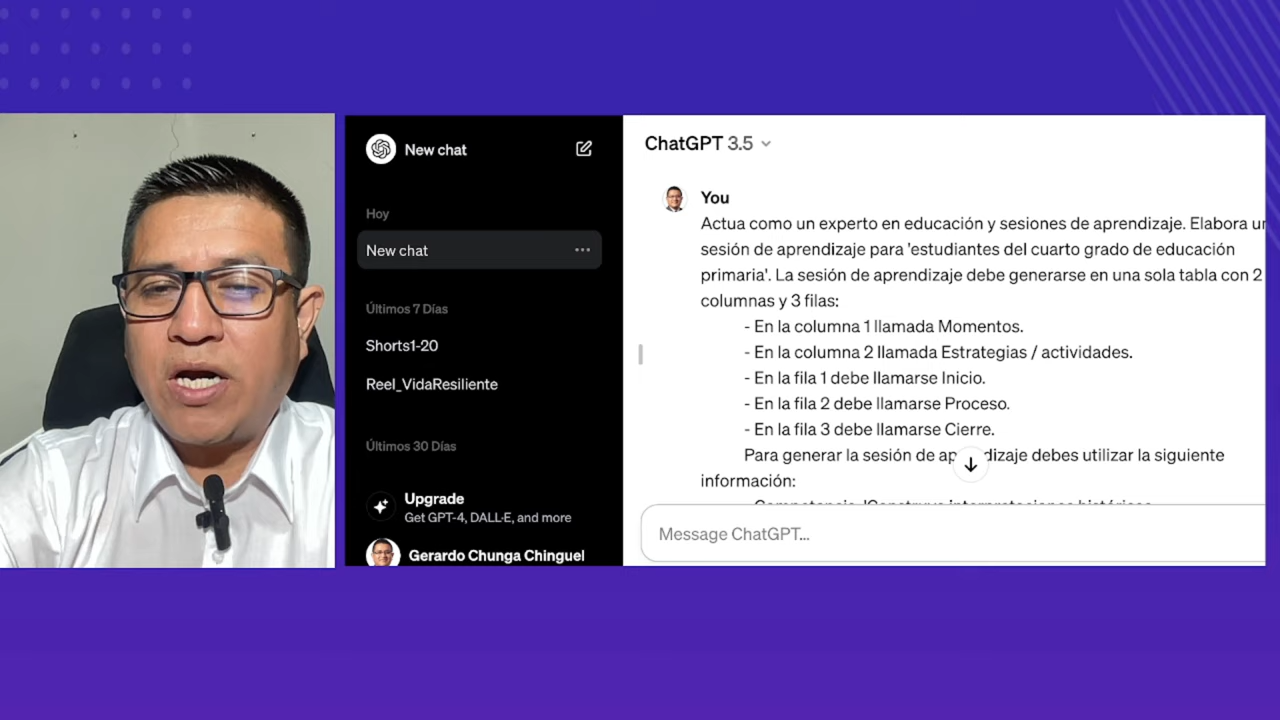 New chat
Hoy
New chat
Últimos 7 Días
Shorts1-20
Reel_VidaResiliente
Últimos 30 Días
Upgrade
Get GPT-4, DALL·E, and more
Gerardo Chunga Chinguel
ChatGPT 3.5
You
Actua como un experto en educación y sesiones de aprendizaje. Elabora
sesión de aprendizaje para 'estudiantes del cuarto grado de educación
primaria'. La sesión de aprendizaje debe generarse en una sola tabla con 2
columnas y 3 filas:
- En la columna 1 llamada Momentos.
- En la columna 2 llamada Estrategias / actividades.
- En la fila 1 debe llamarse Inicio.
- En la fila 2 debe llamarse Proceso.
- En la fila 3 debe llamarse Cierre.
Para generar la sesión de debes utilizar la siguiente
información:
Message ChatGPT...